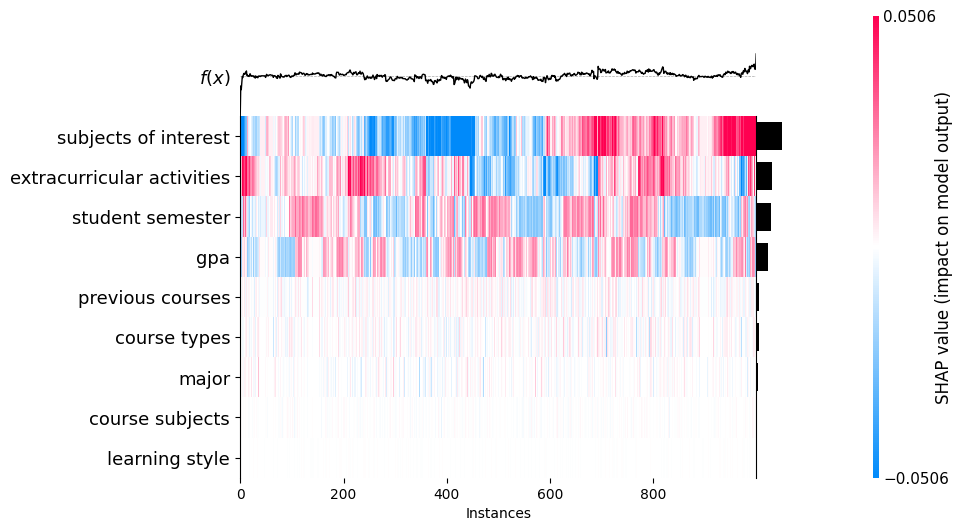 0.0506
f(x)
subjects of interest
extracurricular activities
student semester
gpa
previous courses
course types
major
course subjects
learning style
0 200 400 600 800
Instances
SHAP value (impact on model output)
−0.0506